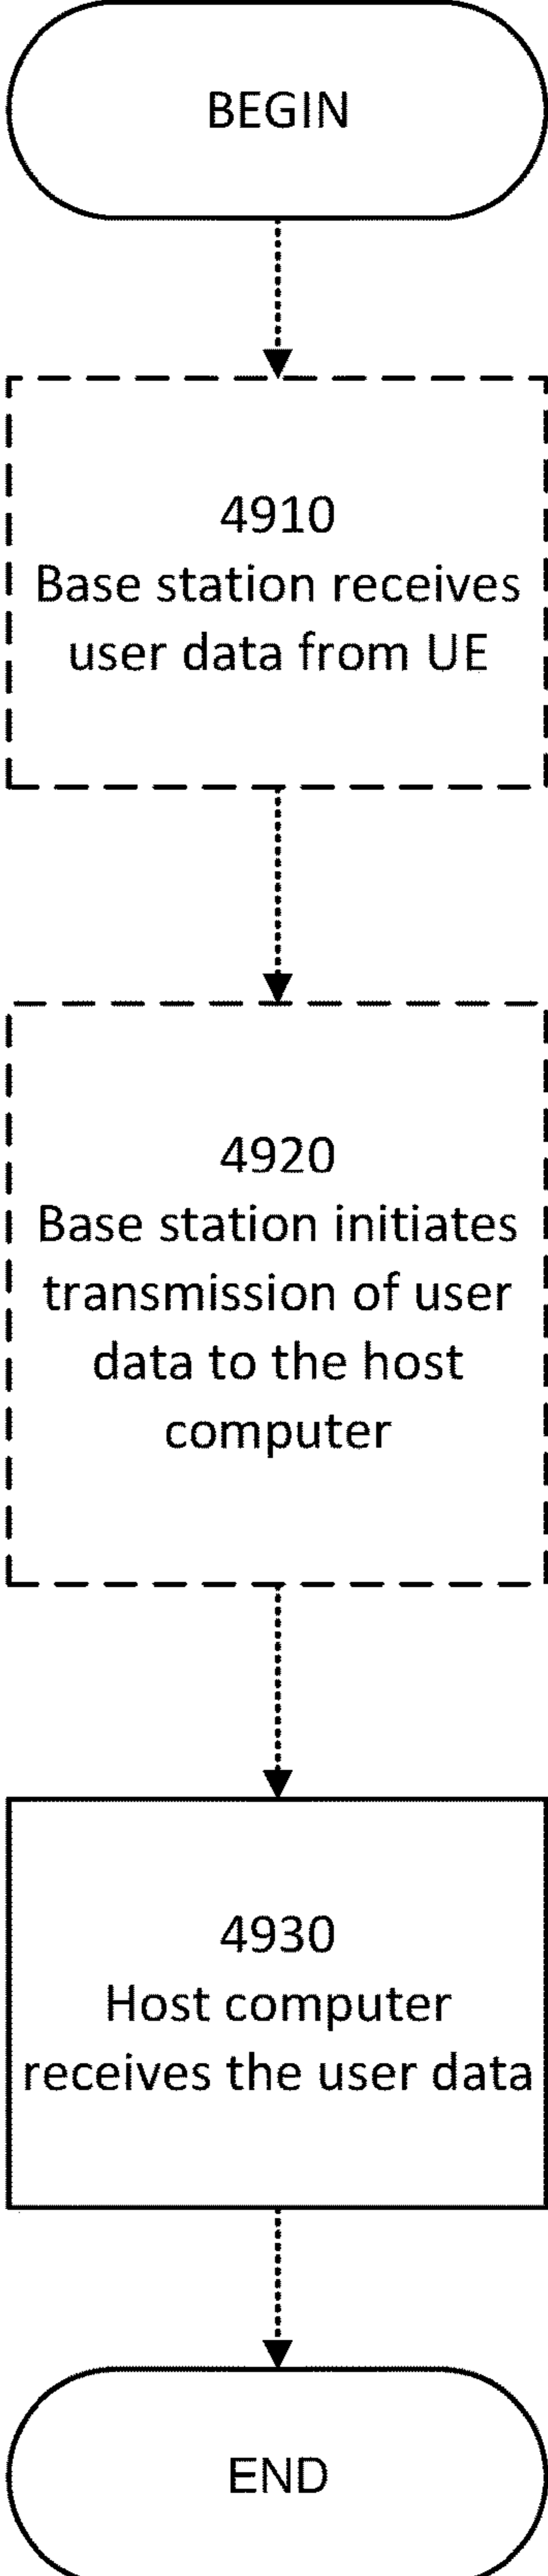 BEGIN
4910
Base station receives
user data from UE
4920
Base station initiates
transmission of user
data to the host
computer
4930
Host computer
receives the user data
END